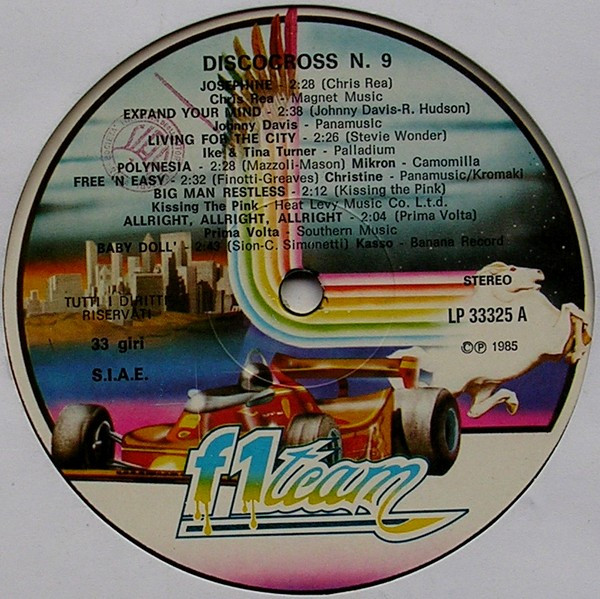 DISCOCROSS N. 9
JOSEPHINE - 2:28 (Chris Rea)
Chris Rea - Magnet Music
EXPAND YOUR MIND - 2:38 (Johnny Davis-R. Hudson)
Johnny Davis - Panamusic
LIVING FOR THE CITY - 2:26 (Stevie Wonder)
Ike & Tina Turner - Palladium
POLYNESIA - 2:28 (Mazzoli-Mason) Mikron - Camomilla
FREE 'N EASY - 2:32 (Finotti-Greaves) Christine - Panamusic/Kromaki
BIG MAN RESTLESS - 2:12 (Kissing the Pink)
Kissing The Pink - Heat Levy Music Co. L.t.d.
ALLRIGHT, ALLRIGHT, ALLRIGHT - 2:04 (Prima Volta)
Prima Volta - Southern Music
BABY DOLL' - 2:43 (Sion-C. Simonetti) Kasso - Banana Record
STEREO
TUTTI I DIRITTI
RISERVATI
LP 33325 A
33 giri
© ℗ 1985
S.I.A.E.
f1 team